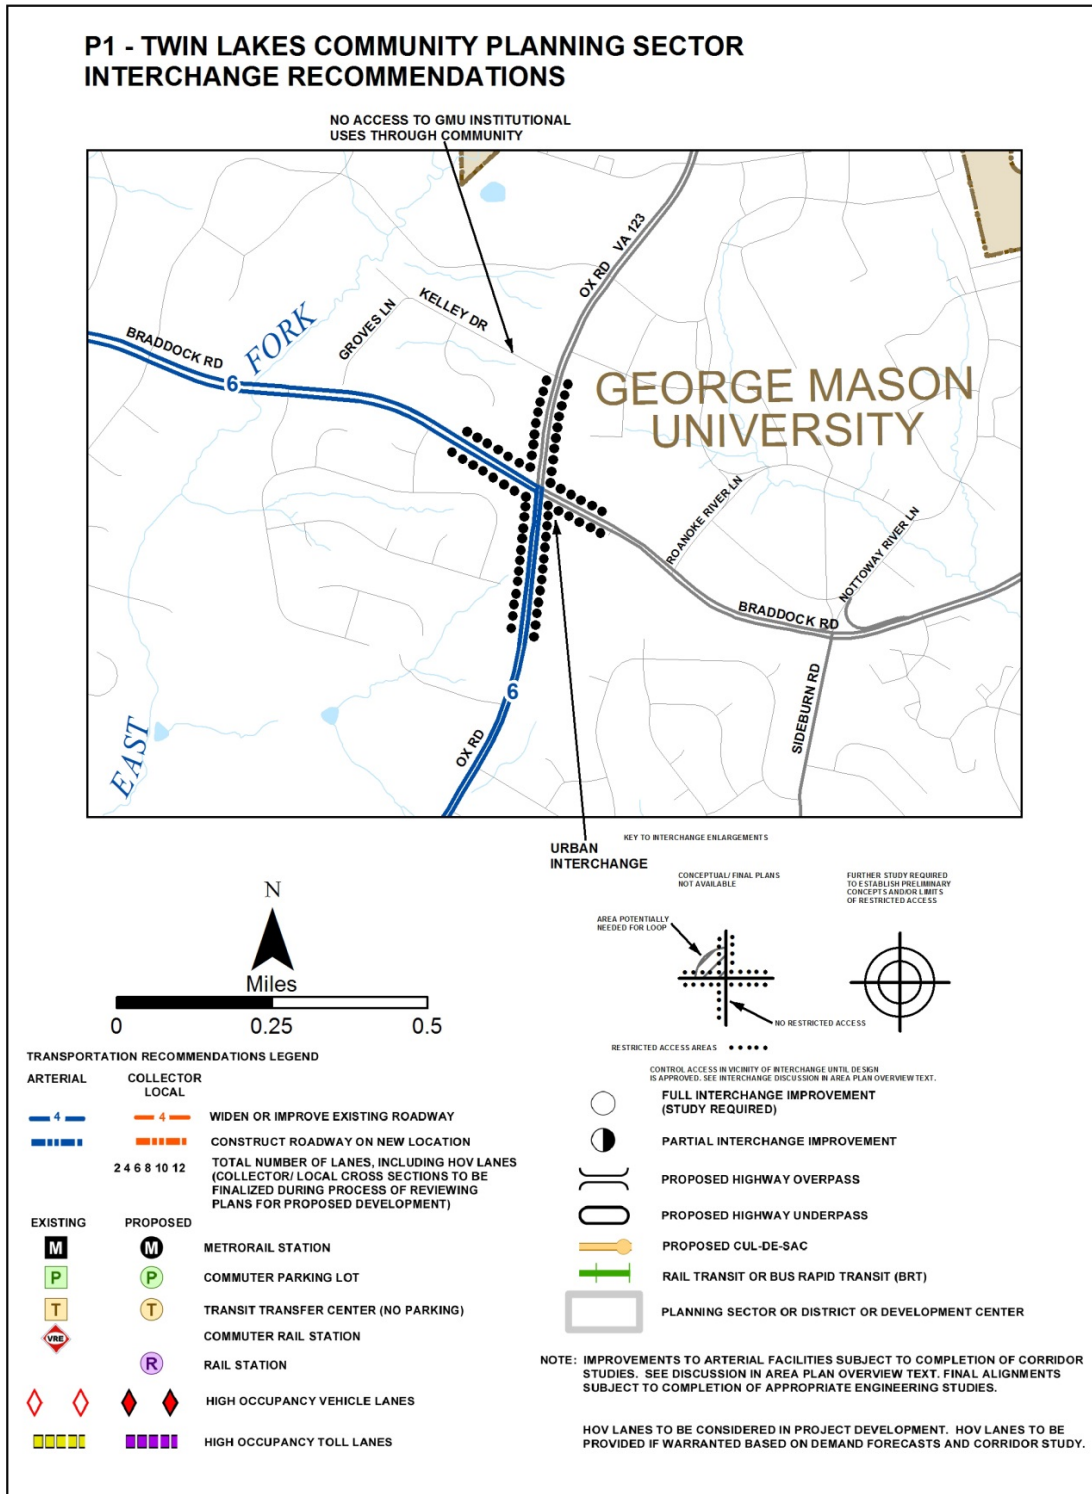 P1 - TWIN LAKES COMMUNITY PLANNING SECTOR
INTERCHANGE RECOMMENDATIONS
NO ACCESS TO GMU INSTITUTIONAL
USES THROUGH COMMUNITY
OX RD VA 123
KELLEY DR
GROVES LN
FORK
BRADDOCK RD
6
GEORGE MASON
UNIVERSITY
ROANOKE RIVER LN
NOTTOWAY RIVER LN
BRADDOCK RD
SIDEBURN RD
6
OX RD
EAST
URBAN
INTERCHANGE
KEY TO INTERCHANGE ENLARGEMENTS
CONCEPTUAL/ FINAL PLANS
NOT AVAILABLE
FURTHER STUDY REQUIRED
TO ESTABLISH PRELIMINARY
CONCEPTS AND/OR LIMITS
OF RESTRICTED ACCESS
AREA POTENTIALLY
NEEDED FOR LOOP
NO RESTRICTED ACCESS
RESTRICTED ACCESS AREAS
CONTROL ACCESS IN VICINITY OF INTERCHANGE UNTIL DESIGN
IS APPROVED. SEE INTERCHANGE DISCUSSION IN AREA PLAN OVERVIEW TEXT.
N
Miles
0 0.25 0.5
TRANSPORTATION RECOMMENDATIONS LEGEND
ARTERIAL COLLECTOR
LOCAL
4 4 WIDEN OR IMPROVE EXISTING ROADWAY
CONSTRUCT ROADWAY ON NEW LOCATION
2 4 6 8 10 12 TOTAL NUMBER OF LANES, INCLUDING HOV LANES
(COLLECTOR/ LOCAL CROSS SECTIONS TO BE
FINALIZED DURING PROCESS OF REVIEWING
PLANS FOR PROPOSED DEVELOPMENT)
EXISTING PROPOSED
M M METRORAIL STATION
P P COMMUTER PARKING LOT
T T TRANSIT TRANSFER CENTER (NO PARKING)
VRE COMMUTER RAIL STATION
R RAIL STATION
HIGH OCCUPANCY VEHICLE LANES
HIGH OCCUPANCY TOLL LANES
FULL INTERCHANGE IMPROVEMENT
(STUDY REQUIRED)
PARTIAL INTERCHANGE IMPROVEMENT
PROPOSED HIGHWAY OVERPASS
PROPOSED HIGHWAY UNDERPASS
PROPOSED CUL-DE-SAC
RAIL TRANSIT OR BUS RAPID TRANSIT (BRT)
PLANNING SECTOR OR DISTRICT OR DEVELOPMENT CENTER
NOTE: IMPROVEMENTS TO ARTERIAL FACILITIES SUBJECT TO COMPLETION OF CORRIDOR
STUDIES. SEE DISCUSSION IN AREA PLAN OVERVIEW TEXT. FINAL ALIGNMENTS
SUBJECT TO COMPLETION OF APPROPRIATE ENGINEERING STUDIES.
HOV LANES TO BE CONSIDERED IN PROJECT DEVELOPMENT. HOV LANES TO BE
PROVIDED IF WARRANTED BASED ON DEMAND FORECASTS AND CORRIDOR STUDY.